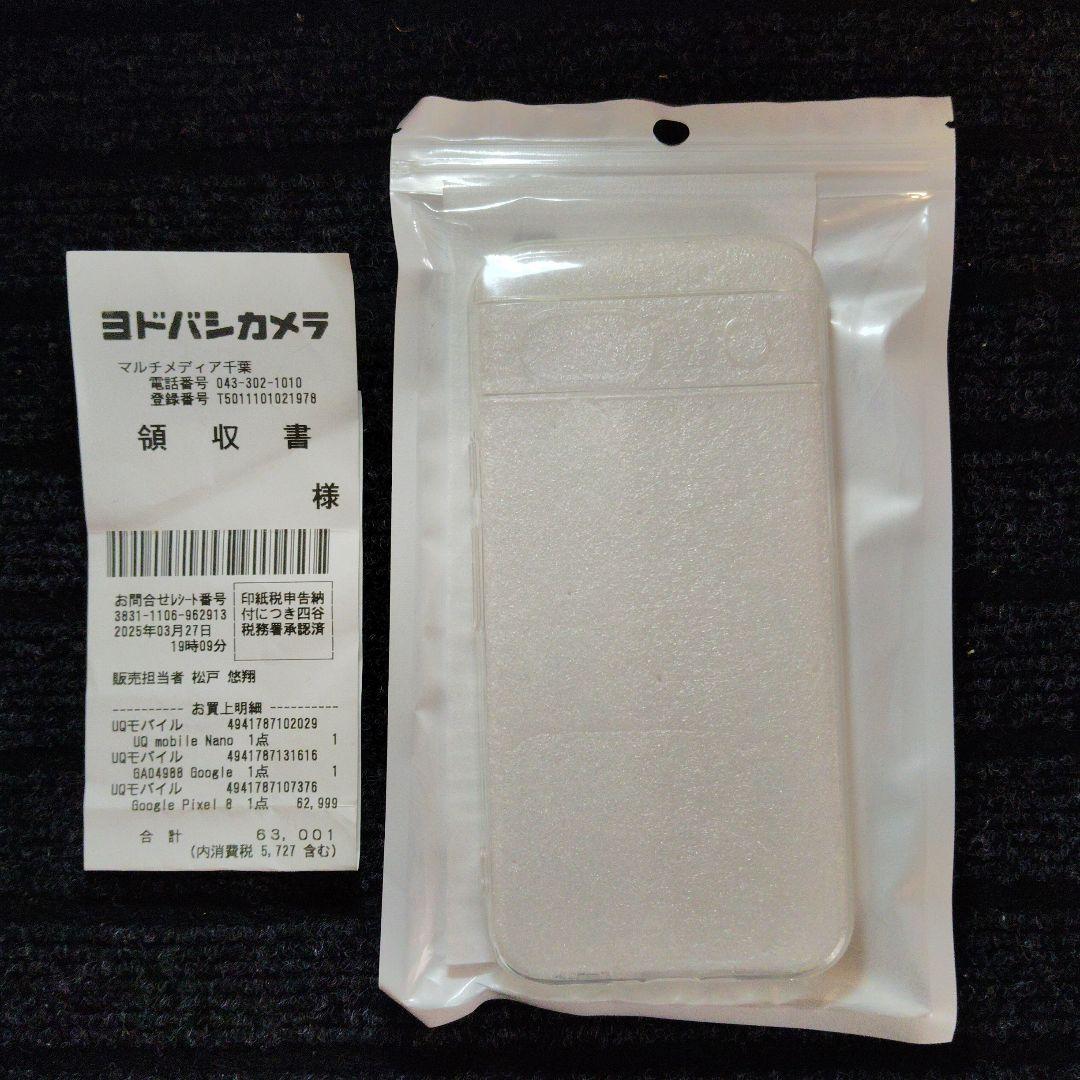 ヨドバシカメラ
マルチメディア千葉
電話番号 043-302-1010
登録番号 T5011101021978
領 収 書
様
お問合せレシート番号
3831-1106-962913
2025年03月27日
19時09分
印紙税申告納
付につき四谷
税務署承認済
販売担当者 松戸 悠翔
---------- お買上明細 ----------
UQモバイル 4941787102029
UQ mobile Nano 1点 1
UQモバイル 4941787131616
GA04988 Google 1点 1
UQモバイル 4941787107376
Google Pixel 8 1点 62,999
合 計 63,001
(内消費税 5,727 含む)